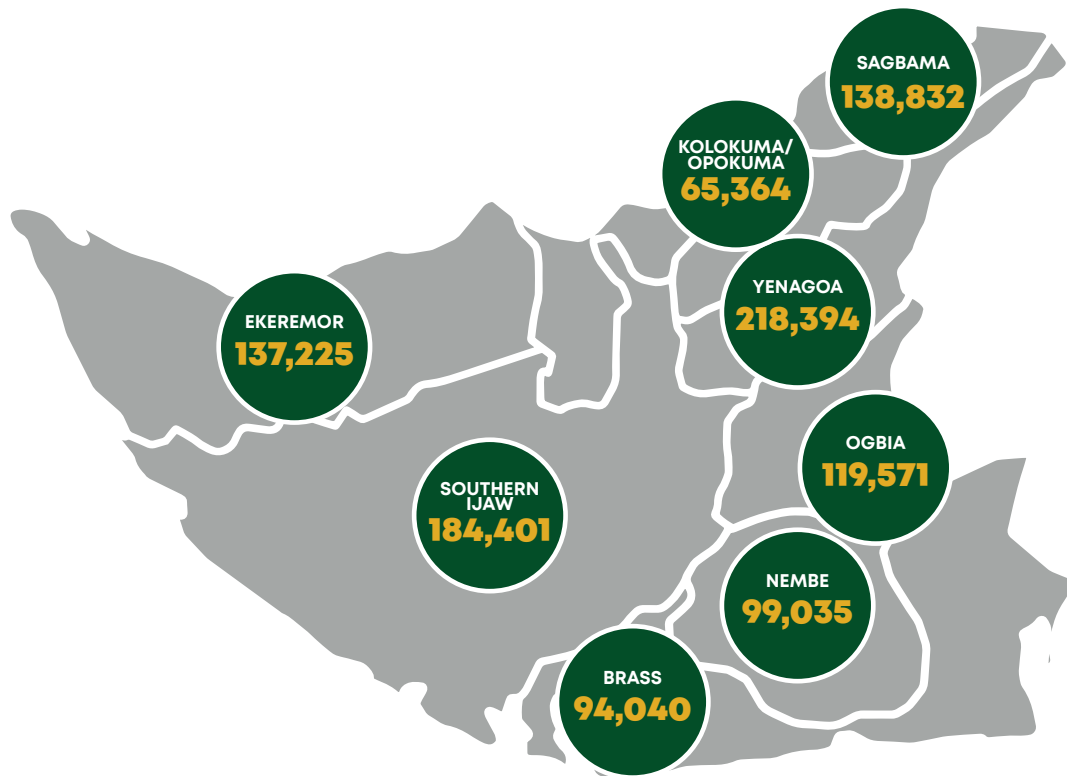 SAGBAMA
138,832
KOLOKUMA/
OPOKUMA
65,364
YENAGOA
218,394
EKEREMOR
137,225
OGBIA
119,571
SOUTHERN
IJAW
184,401
NEMBE
99,035
BRASS
94,040